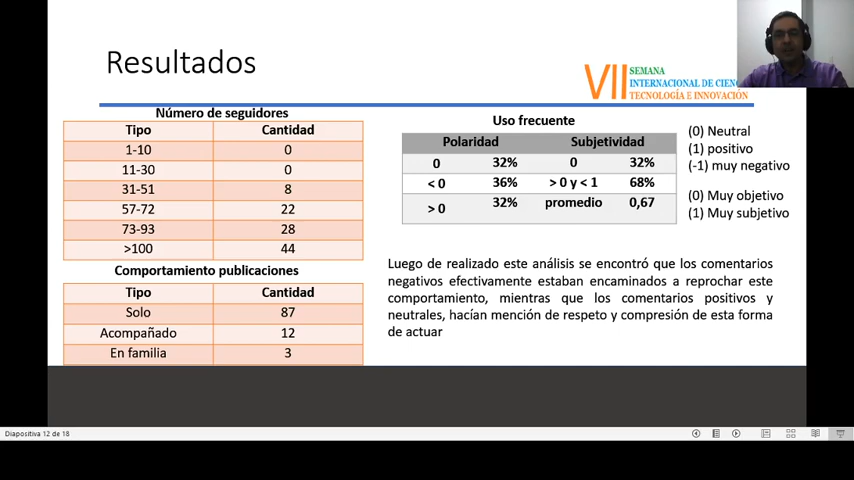 Resultados
VII SEMANA
INTERNACIONAL DE CIENC
TECNOLOGÍA E INNOVACIÓN
Número de seguidores
Tipo Cantidad
1-10 0
11-30 0
31-51 8
57-72 22
73-93 28
>100 44
Comportamiento publicaciones
Tipo Cantidad
Solo 87
Acompañado 12
En familia 3
Uso frecuente
Polaridad Subjetividad
0 32% 0 32%
< 0 36% > 0 y < 1 68%
> 0 32% promedio 0,67
(0) Neutral
(1) positivo
(-1) muy negativo
(0) Muy objetivo
(1) Muy subjetivo
Luego de realizado este análisis se encontró que los comentarios
negativos efectivamente estaban encaminados a reprochar este
comportamiento, mientras que los comentarios positivos y
neutrales, hacían mención de respeto y compresión de esta forma
de actuar
Diapositiva 12 de 18